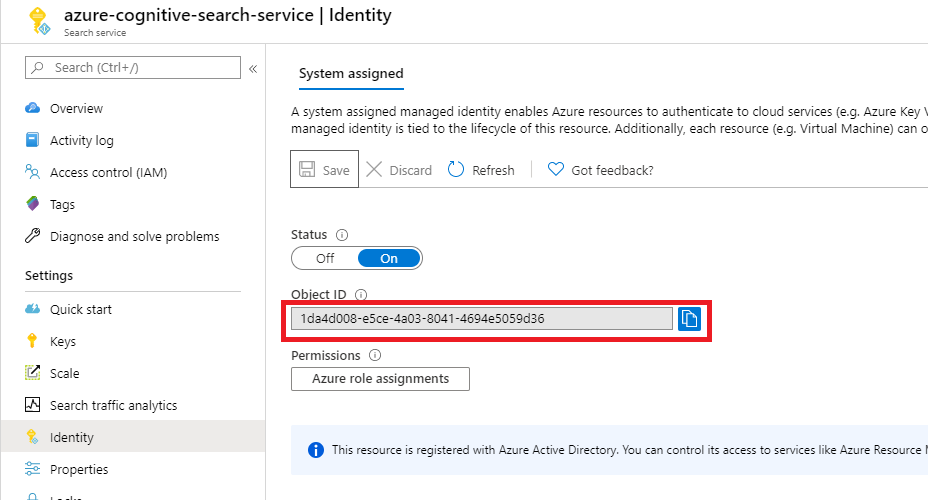 azure-cognitive-search-service | Identity
Search service
Search (Ctrl+/)
«
Overview
Activity log
Access control (IAM)
Tags
Diagnose and solve problems
Settings
Quick start
Keys
Scale
Search traffic analytics
Identity
Properties
Locks
System assigned
A system assigned managed identity enables Azure resources to authenticate to cloud services (e.g. Azure Key V
managed identity is tied to the lifecycle of this resource. Additionally, each resource (e.g. Virtual Machine) can o
Save Discard Refresh Got feedback?
Status
Off On
Object ID
1da4d008-e5ce-4a03-8041-4694e5059d36
Permissions
Azure role assignments
This resource is registered with Azure Active Directory. You can control its access to services like Azure Resource M